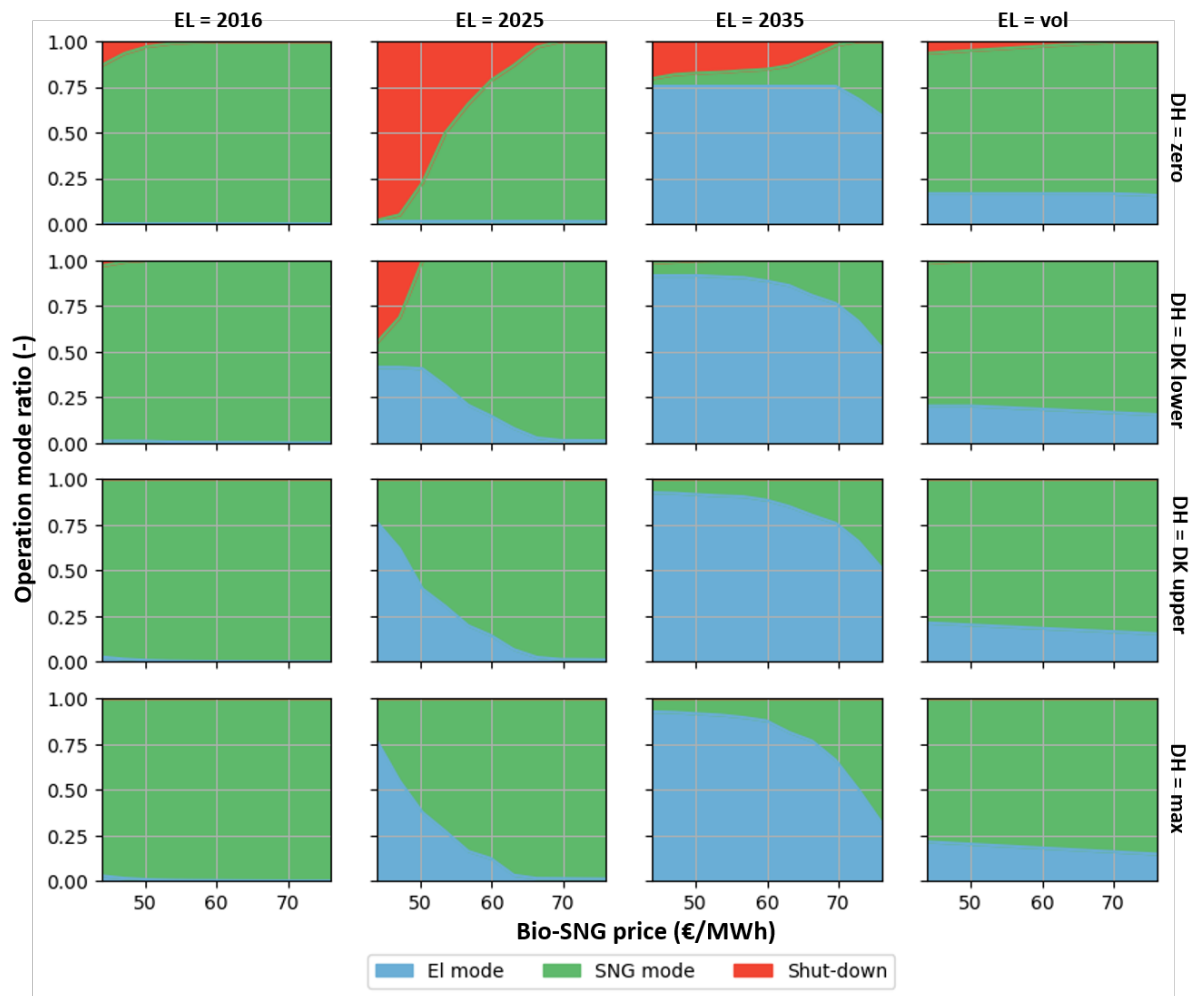 EL = 2016 EL = 2025 EL = 2035 EL = vol
1.00
0.75
0.50
0.25
0.00
DH = zero
1.00
0.75
0.50
0.25
0.00
DH = DK lower
Operation mode ratio (-)
1.00
0.75
0.50
0.25
0.00
DH = DK upper
1.00
0.75
0.50
0.25
0.00
DH = max
50 60 70 50 60 70 50 60 70 50 60 70
Bio-SNG price (€/MWh)
El mode SNG mode Shut-down